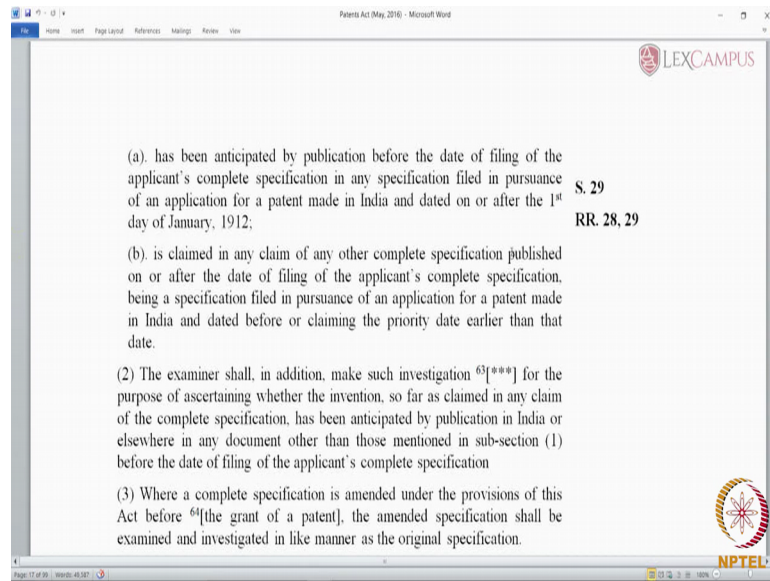 Patents Act (May, 2016) - Microsoft Word
File Home Insert Page Layout References Mailings Review View
LEXCAMPUS
(a). has been anticipated by publication before the date of filing of the
applicant's complete specification in any specification filed in pursuance
of an application for a patent made in India and dated on or after the 1st
day of January, 1912;
S. 29
RR. 28, 29
(b). is claimed in any claim of any other complete specification published
on or after the date of filing of the applicant's complete specification,
being a specification filed in pursuance of an application for a patent made
in India and dated before or claiming the priority date earlier than that
date.
(2) The examiner shall, in addition, make such investigation 63[***] for the
purpose of ascertaining whether the invention, so far as claimed in any claim
of the complete specification, has been anticipated by publication in India or
elsewhere in any document other than those mentioned in sub-section (1)
before the date of filing of the applicant's complete specification
(3) Where a complete specification is amended under the provisions of this
Act before 64[the grant of a patent], the amended specification shall be
examined and investigated in like manner as the original specification.
NPTEL
Page: 17 of 99 Words: 49,387 100%